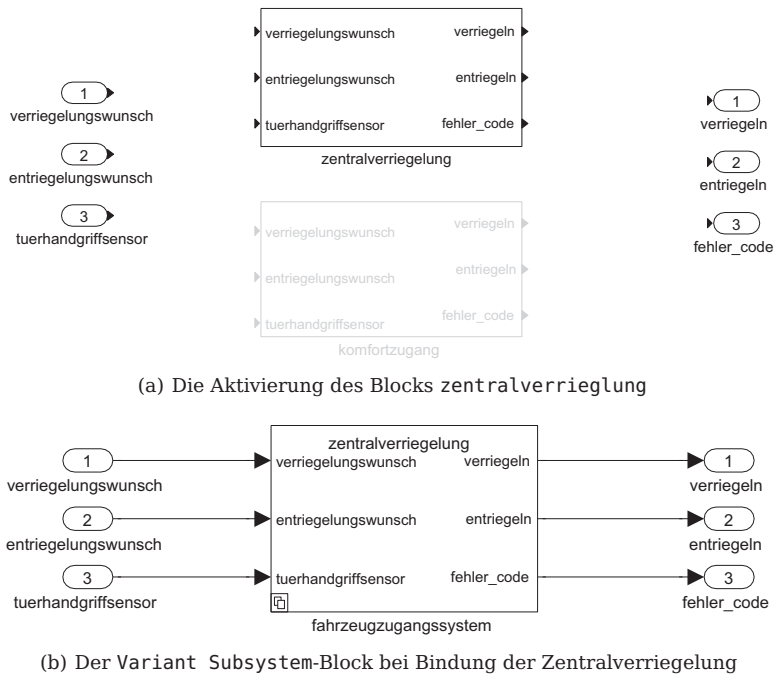 verriegelungswunsch verriegeln
1
verriegelungswunsch
entriegelungswunsch entriegeln
1
verriegeln
2
entriegelungswunsch
tuerhandgriffsensor fehler_code
zentralverriegelung
2
entriegeln
3
tuerhandgriffsensor
verriegelungswunsch verriegeln
3
fehler_code
entriegelungswunsch entriegeln
tuerhandgriffsensor fehler_code
komfortzugang
(a) Die Aktivierung des Blocks zentralverrieglung
zentralverriegelung
1 verriegelungswunsch verriegeln 1
verriegelungswunsch verriegeln
2 entriegelungswunsch entriegeln 2
entriegelungswunsch entriegeln
3 tuerhandgriffsensor fehler_code 3
tuerhandgriffsensor fehler_code
fahrzeugzugangssystem
(b) Der Variant Subsystem-Block bei Bindung der Zentralverriegelung